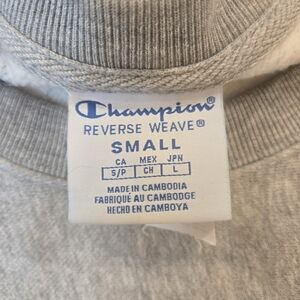 Champion®
REVERSE WEAVE®
SMALL
CA MEX JPN
S/P CH L
MADE IN CAMBODIA
FABRIQUÉ AU CAMBODGE
HECHO EN CAMBOYA